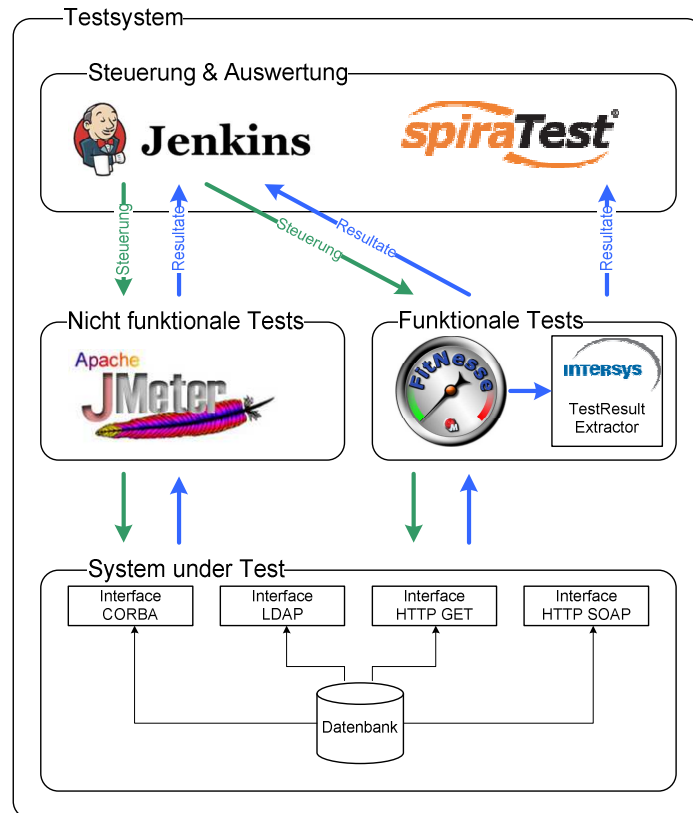 Testsystem
Steuerung & Auswertung
Jenkins
spiraTest®
Steuerung
Resultate
Steuerung
Resultate
Resultate
Nicht funktionale Tests
Funktionale Tests
Apache
JMeter
FitNesse
INTERSYS
TestResult
Extractor
System under Test
Interface
CORBA
Interface
LDAP
Interface
HTTP GET
Interface
HTTP SOAP
Datenbank